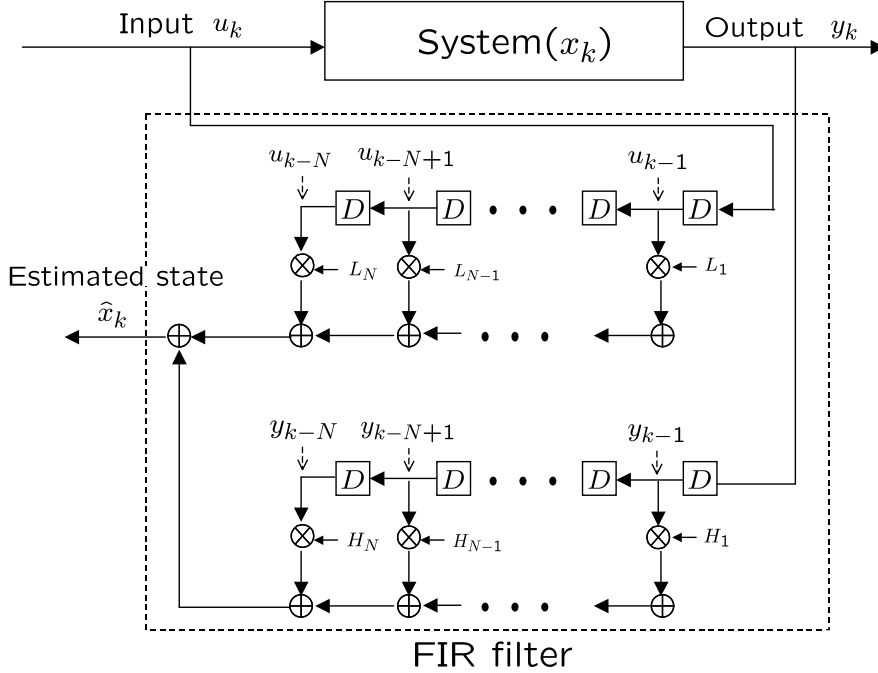 Input $u_k$
System($x_k$)
Output $y_k$
$u_{k-N}$ $u_{k-N+1}$ $u_{k-1}$
D D • • • D D
$L_N$ $L_{N-1}$ $L_1$
Estimated state
$\hat{x}_k$
• • •
$y_{k-N}$ $y_{k-N+1}$ $y_{k-1}$
D D • • • D D
$H_N$ $H_{N-1}$ $H_1$
• • •
FIR filter